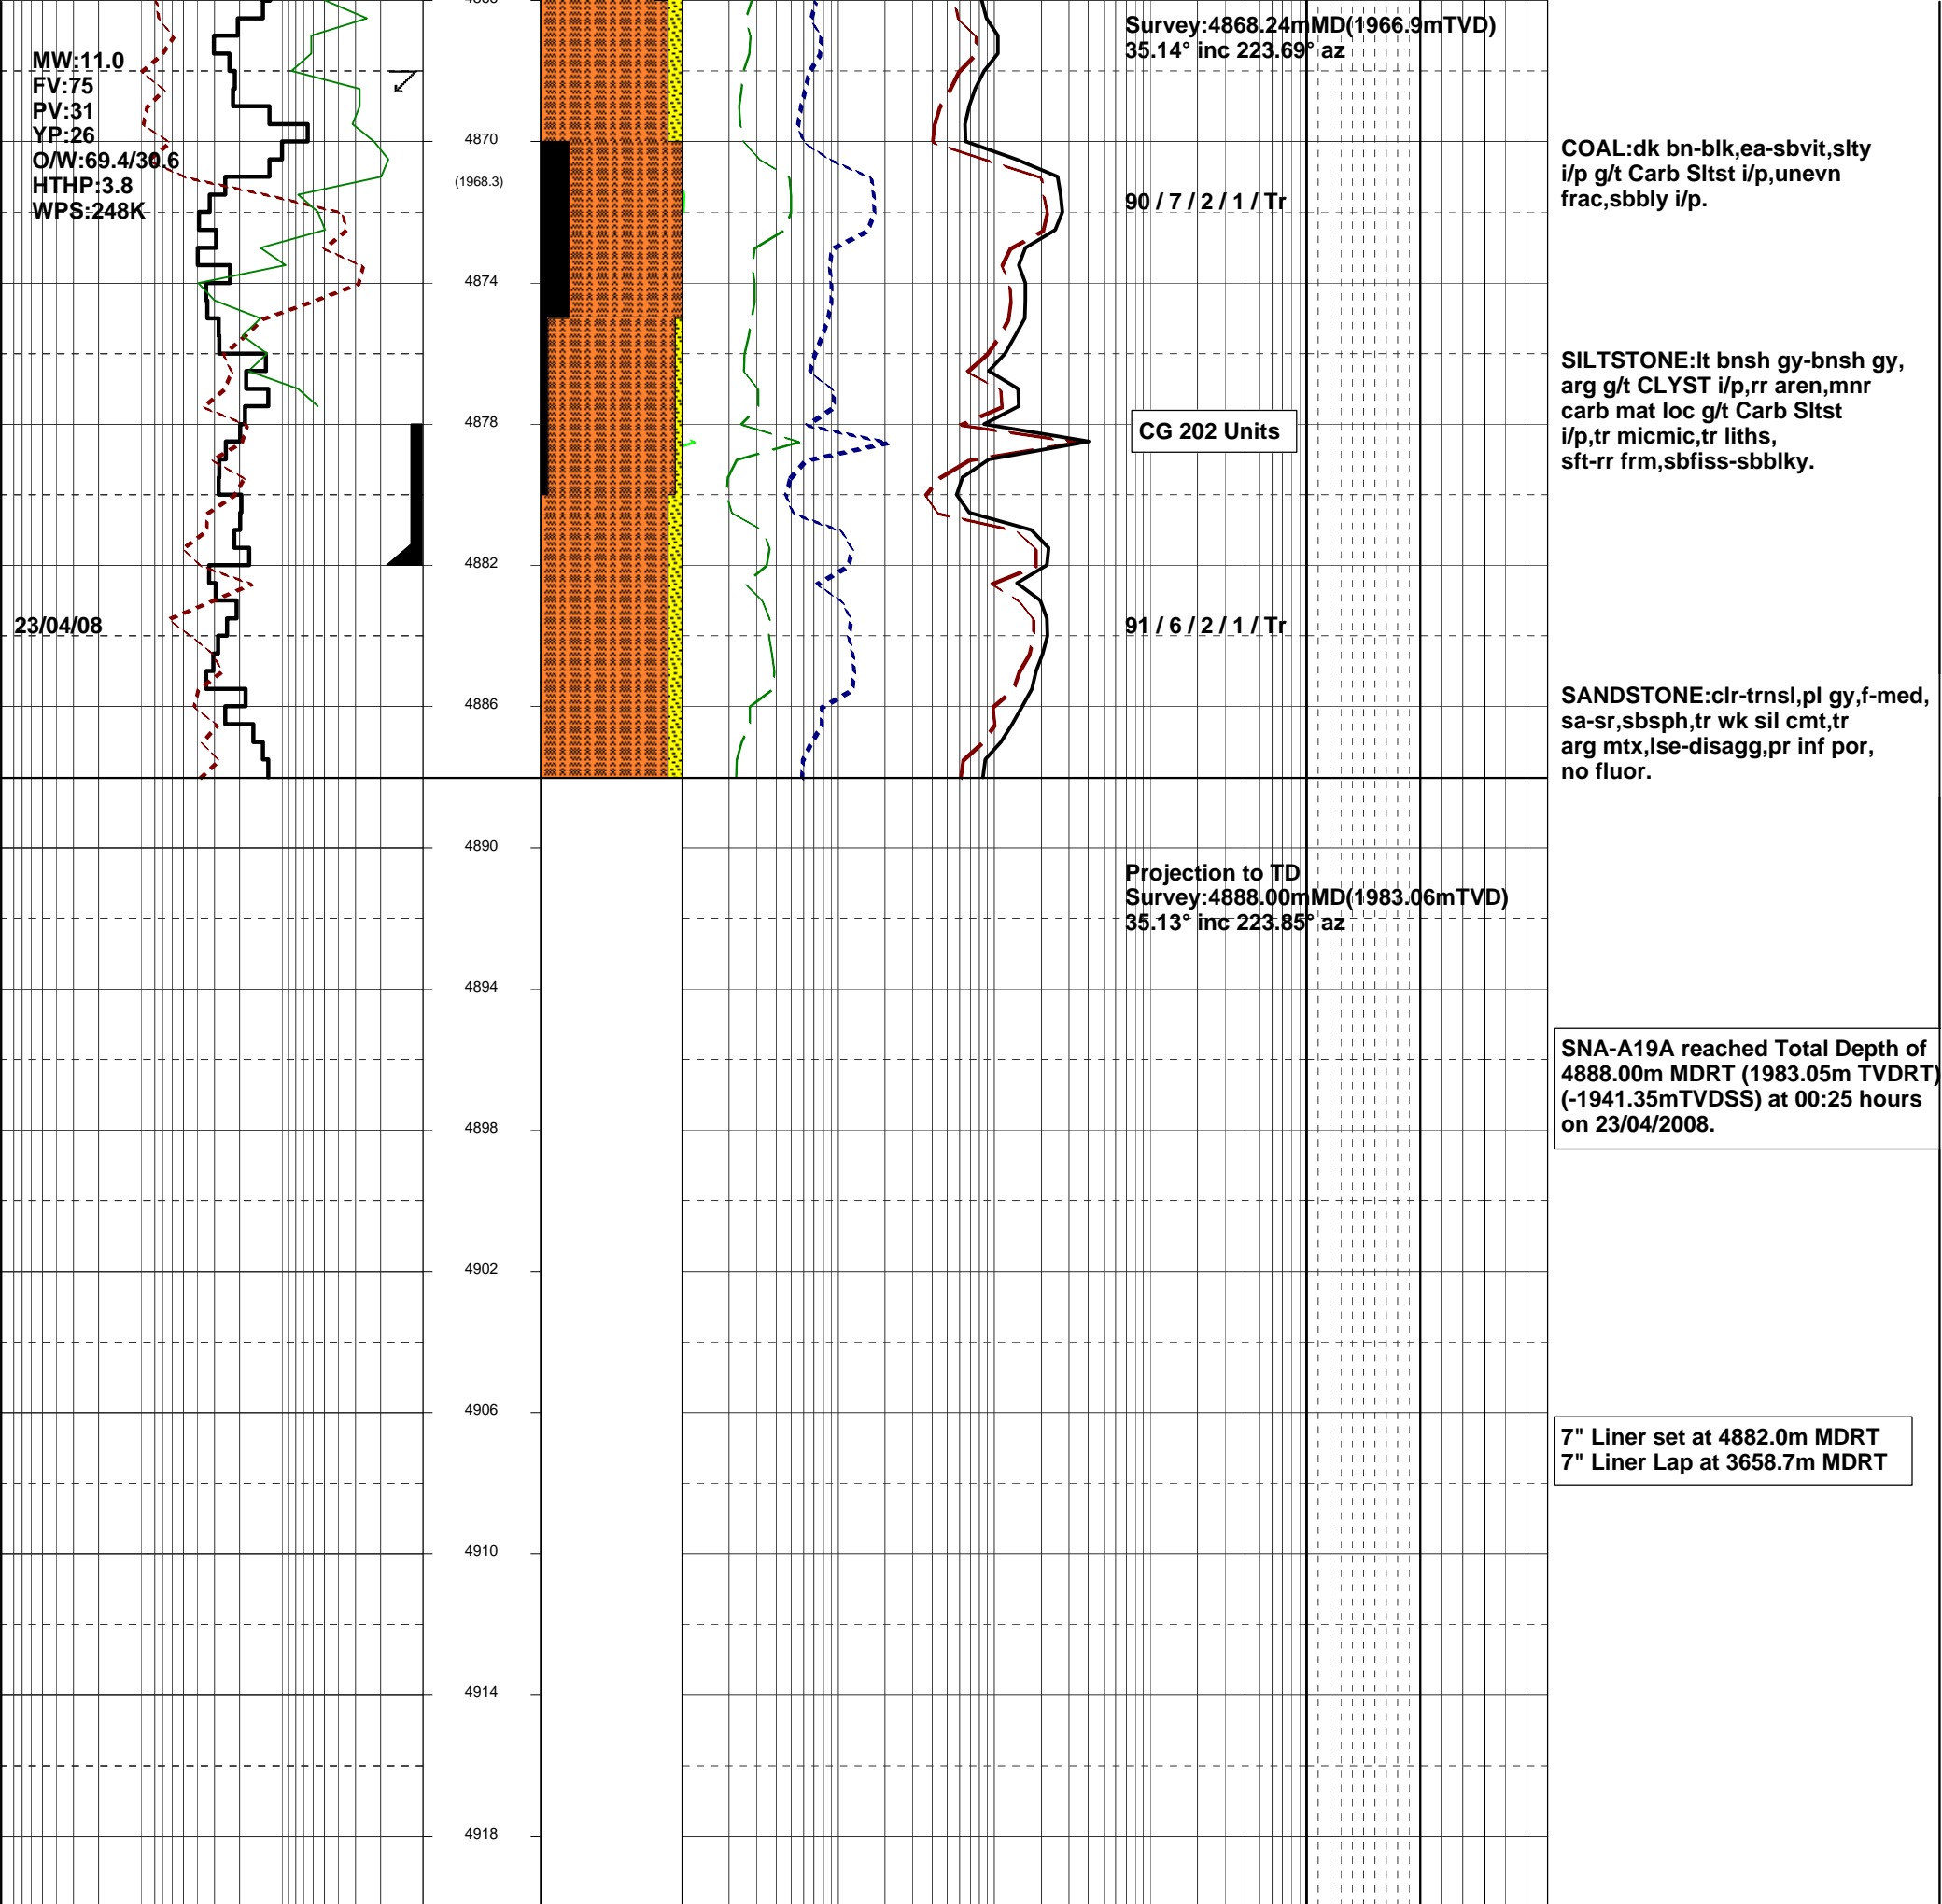 Survey:4868.24mMD(1966.9mTVD)
35.14° inc 223.69° az
MW:11.0
FV:75
PV:31
YP:26
O/W:69.4/30.6
HTHP:3.8
WPS:248K
4870
(1968.3)
90 / 7 / 2 / 1 / Tr
COAL:dk bn-blk,ea-sbvit,slty
i/p g/t Carb Sltst i/p,unevn
frac,sbbly i/p.
4874
SILTSTONE:lt bnsh gy-bnsh gy,
arg g/t CLYST i/p,rr aren,mnr
carb mat loc g/t Carb Sltst
i/p,tr micmic,tr liths,
sft-rr frm,sbfiss-sbblky.
4878
CG 202 Units
4882
23/04/08
91 / 6 / 2 / 1 / Tr
4886
SANDSTONE:clr-trnsl,pl gy,f-med,
sa-sr,sbsph,tr wk sil cmt,tr
arg mtx,lse-disagg,pr inf por,
no fluor.
4890
Projection to TD
Survey:4888.00mMD(1983.06mTVD)
35.13° inc 223.85° az
4894
SNA-A19A reached Total Depth of
4888.00m MDRT (1983.05m TVDRT)
(-1941.35mTVDSS) at 00:25 hours
on 23/04/2008.
4898
4902
4906
7" Liner set at 4882.0m MDRT
7" Liner Lap at 3658.7m MDRT
4910
4914
4918